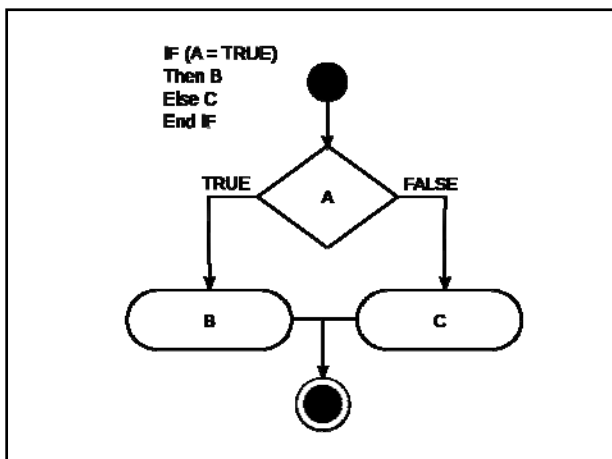 IF (A = TRUE)
Then B
Else C
End IF
TRUE
A
FALSE
B
C